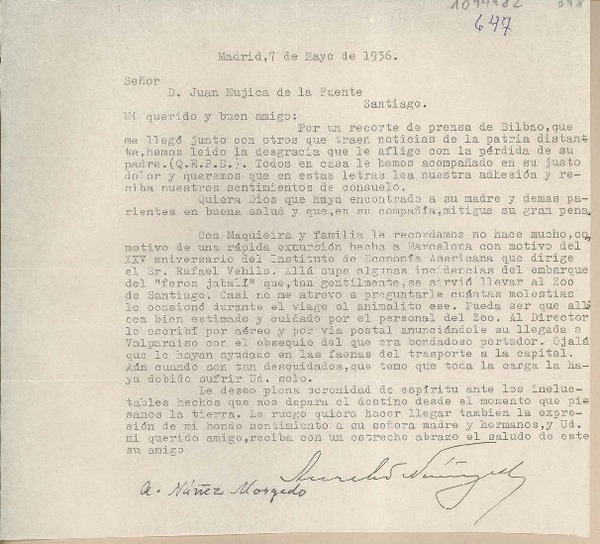 1094482 398
647
Madrid,7 de Mayo de 1936.
Señor
D. Juan Mujica de la Fuente
Santiago.
Mi querido y buen amigo:
Por un recorte de prensa de Bilbao,que
me llegó junto con otros que traen noticias de la patria distan-
te,hemos leido la desgracia que le aflige con la pérdida de su
padre.(Q.E.P.D.). Todos en casa le hemos acompañado en su justo
dolor y queremos que en estas letras lea nuestra adhesión y re-
ciba nuestros sentimientos de consuelo.
Quiera Dios que haya encontrado a su madre y demas pa-
rientes en buena salud y que,en su compañía,mitigue su gran pena.
Con Maquieira y familia le recordamos no hace mucho,co
motivo de una rápida excursión hecha a Barcelona con motivo del
XXV aniversario del Instituto de Economía Americana que dirige
el Sr. Rafael Vehils. Allá supe algunas incidencias del embarque
del "feroz jabalí" que,tan gentilmente,se sirvió llevar al Zoo
de Santiago. Casi no me atrevo a preguntarle cuántas molestias
le ocasionó durante el viage el animalito ese. Pueda ser que allá
sea bien estimado y cuidado por el personal del Zoo. Al Director
le escribí por aéreo y por via postal anunciándole su llegada a
Valparaiso con el obsequio del que era bondadoso portador. Ojalá
que le hayan ayudado en las faenas del trasporte a la capital.
Aún cuando son tan descuidados,que temo que toda la carga la ha-
ya debido sufrir Ud. solo.
Le deseo plena serenidad de espíritu ante los ineluc-
tables hechos que nos depara el destino desde el momento que pi-
samos la tierra. Le ruego quiera hacer llegar tambien la expre-
sión de mi hondo sentimiento a su señora madre y hermanos,y Ud.
mi querido amigo,reciba con un estrecho abrazo el saludo de este
su amigo
Aurelio Núñez
A. Núñez Morgado